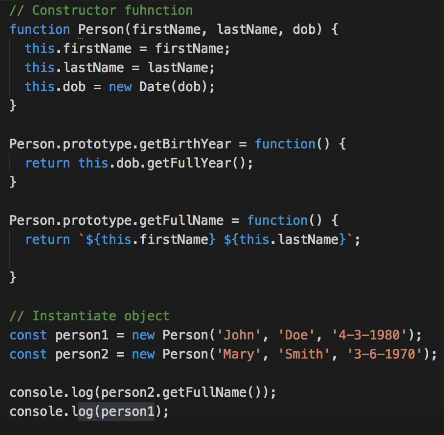 // Constructor fuhnction
function Person(firstName, lastName, dob) {
  this.firstName = firstName;
  this.lastName = lastName;
  this.dob = new Date(dob);
}
Person.prototype.getBirthYear = function() {
  return this.dob.getFullYear();
}
Person.prototype.getFullName = function() {
  return `${this.firstName} ${this.lastName}`;
}
// Instantiate object
const person1 = new Person('John', 'Doe', '4-3-1980');
const person2 = new Person('Mary', 'Smith', '3-6-1970');
console.log(person2.getFullName());
console.log(person1);